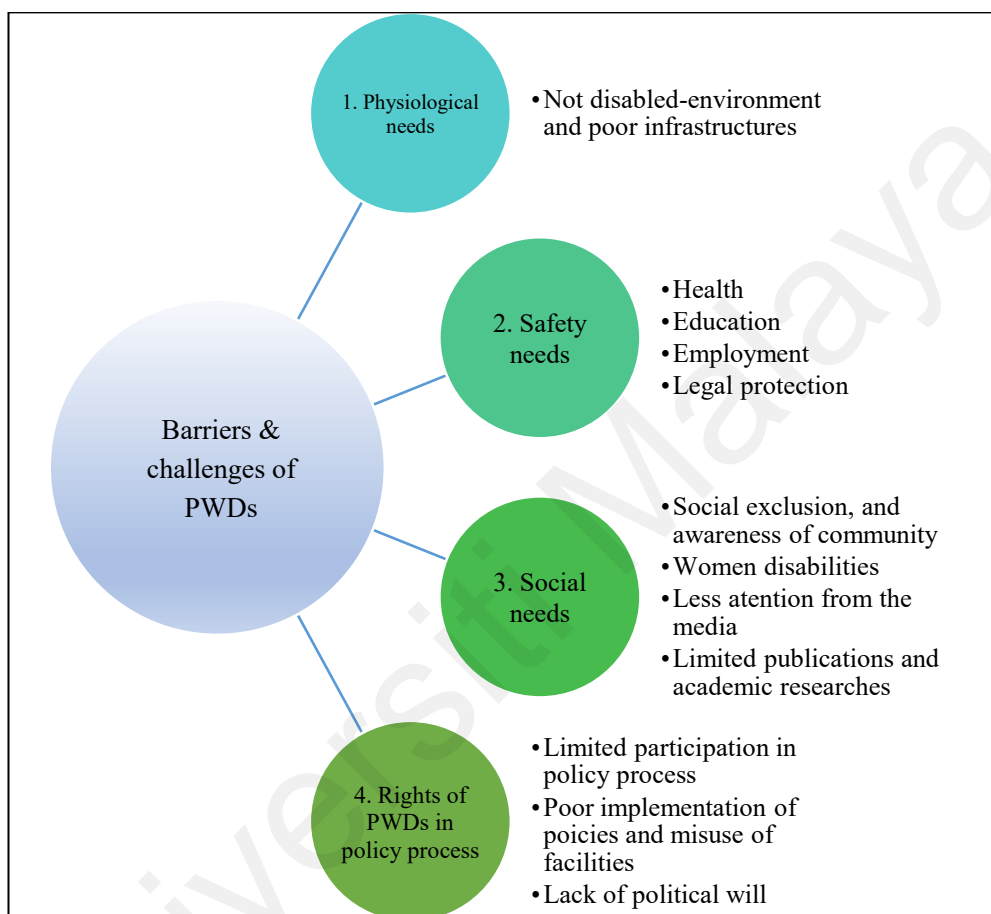 1. Physiological
needs
•Not disabled-environment
and poor infrastructures
2. Safety
needs
•Health
•Education
•Employment
•Legal protection
Barriers &
challenges of
PWDs
3. Social
needs
•Social exclusion, and
awareness of community
•Women disabilities
•Less atention from the
media
•Limited publications and
academic researches
4. Rights of
PWDs in
policy process
•Limited participation in
policy process
•Poor implementation of
poicies and misuse of
facilities
•Lack of political will
versiti Malaya